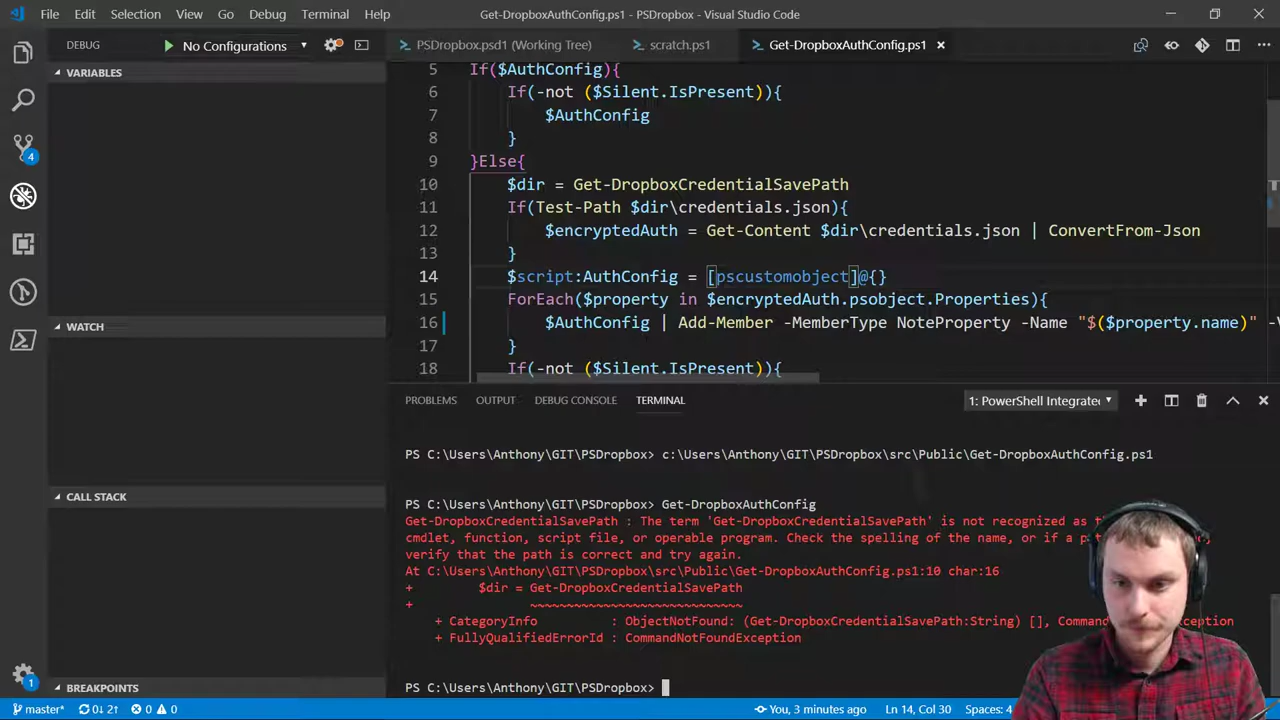 File Edit Selection View Go Debug Terminal Help
Get-DropboxAuthConfig.ps1 - PSDropbox - Visual Studio Code
DEBUG No Configurations
PSDropbox.psd1 (Working Tree) scratch.ps1 Get-DropboxAuthConfig.ps1
VARIABLES
WATCH
CALL STACK
BREAKPOINTS
4
1
5 If($AuthConfig){
6 If(-not ($Silent.IsPresent)){
7 $AuthConfig
8 }
9 }Else{
10 $dir = Get-DropboxCredentialSavePath
11 If(Test-Path $dir\credentials.json){
12 $encryptedAuth = Get-Content $dir\credentials.json | ConvertFrom-Json
13 }
14 $script:AuthConfig = [pscustomobject]@{}
15 ForEach($property in $encryptedAuth.psobject.Properties){
16 $AuthConfig | Add-Member -MemberType NoteProperty -Name "$($property.name)"
17 }
18 If(-not ($Silent.IsPresent)){
PROBLEMS OUTPUT DEBUG CONSOLE TERMINAL 1: PowerShell Integrate
PS C:\Users\Anthony\GIT\PSDropbox> c:\Users\Anthony\GIT\PSDropbox\src\Public\Get-DropboxAuthConfig.ps1
PS C:\Users\Anthony\GIT\PSDropbox> Get-DropboxAuthConfig
Get-DropboxCredentialSavePath : The term 'Get-DropboxCredentialSavePath' is not recognized as
cmdlet, function, script file, or operable program. Check the spelling of the name, or if a
verify that the path is correct and try again.
At C:\Users\Anthony\GIT\PSDropbox\src\Public\Get-DropboxAuthConfig.ps1:10 char:16
+ $dir = Get-DropboxCredentialSavePath
+ ~~~~~~~~~~~~~~~~~~~~~~~~~~~~~
+ CategoryInfo : ObjectNotFound: (Get-DropboxCredentialSavePath:String) [],
+ FullyQualifiedErrorId : CommandNotFoundException
PS C:\Users\Anthony\GIT\PSDropbox>
master* 0↓ 2↑ 0 0 You, 3 minutes ago Ln 14, Col 30 Spaces: